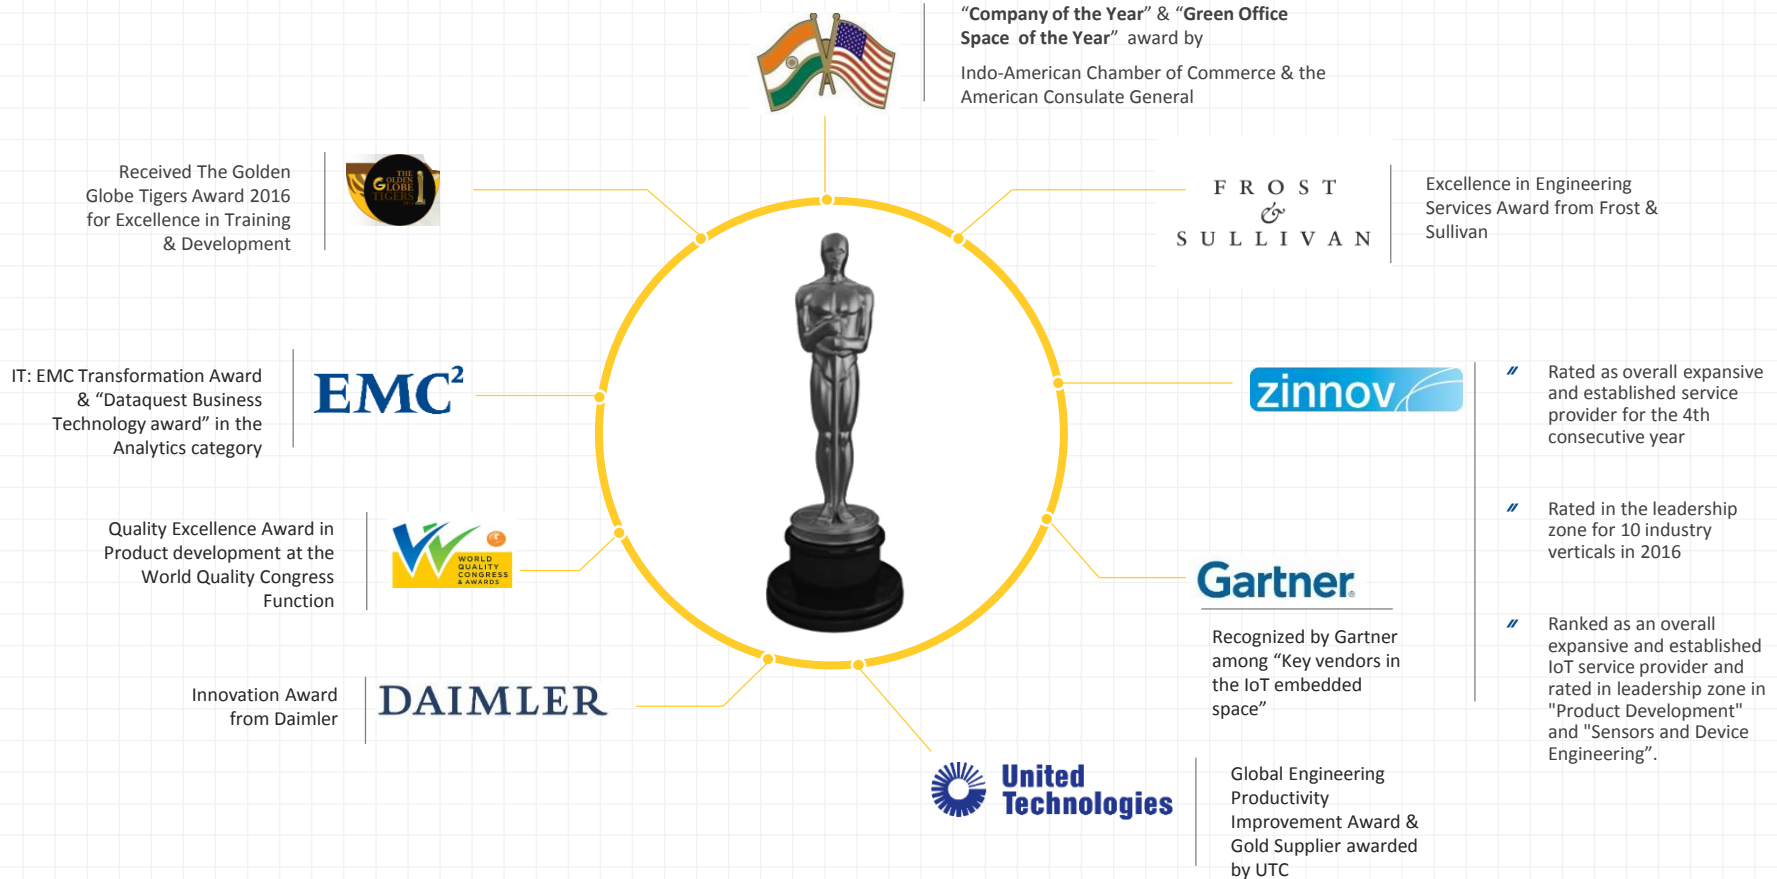 “Company of the Year” & “Green Office
Space of the Year” award by
Indo-American Chamber of Commerce & the
American Consulate General
Received The Golden
Globe Tigers Award 2016
for Excellence in Training
& Development
THE
GOLDEN
GLOBE
TIGERS
FROST
&
SULLIVAN
Excellence in Engineering
Services Award from Frost &
Sullivan
IT: EMC Transformation Award
& “Dataquest Business
Technology award” in the
Analytics category
EMC²
zinnov
〃 Rated as overall expansive
and established service
provider for the 4th
consecutive year
〃 Rated in the leadership
zone for 10 industry
verticals in 2016
〃 Ranked as an overall
expansive and established
IoT service provider and
rated in leadership zone in
"Product Development"
and "Sensors and Device
Engineering”.
Quality Excellence Award in
Product development at the
World Quality Congress
Function
WORLD
QUALITY
CONGRESS
& AWARDS
Gartner®
Recognized by Gartner
among “Key vendors in
the IoT embedded
space”
Innovation Award
from Daimler
DAIMLER
United
Technologies
Global Engineering
Productivity
Improvement Award &
Gold Supplier awarded
by UTC